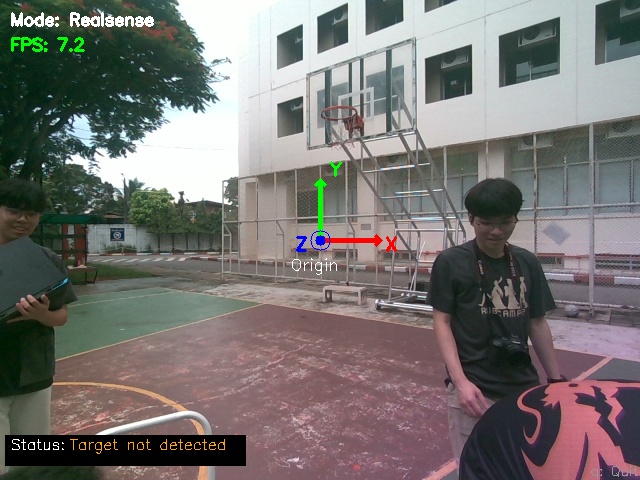 Mode: Realsense
FPS: 7.2
Y
Z
X
Origin
Status: Target not detected